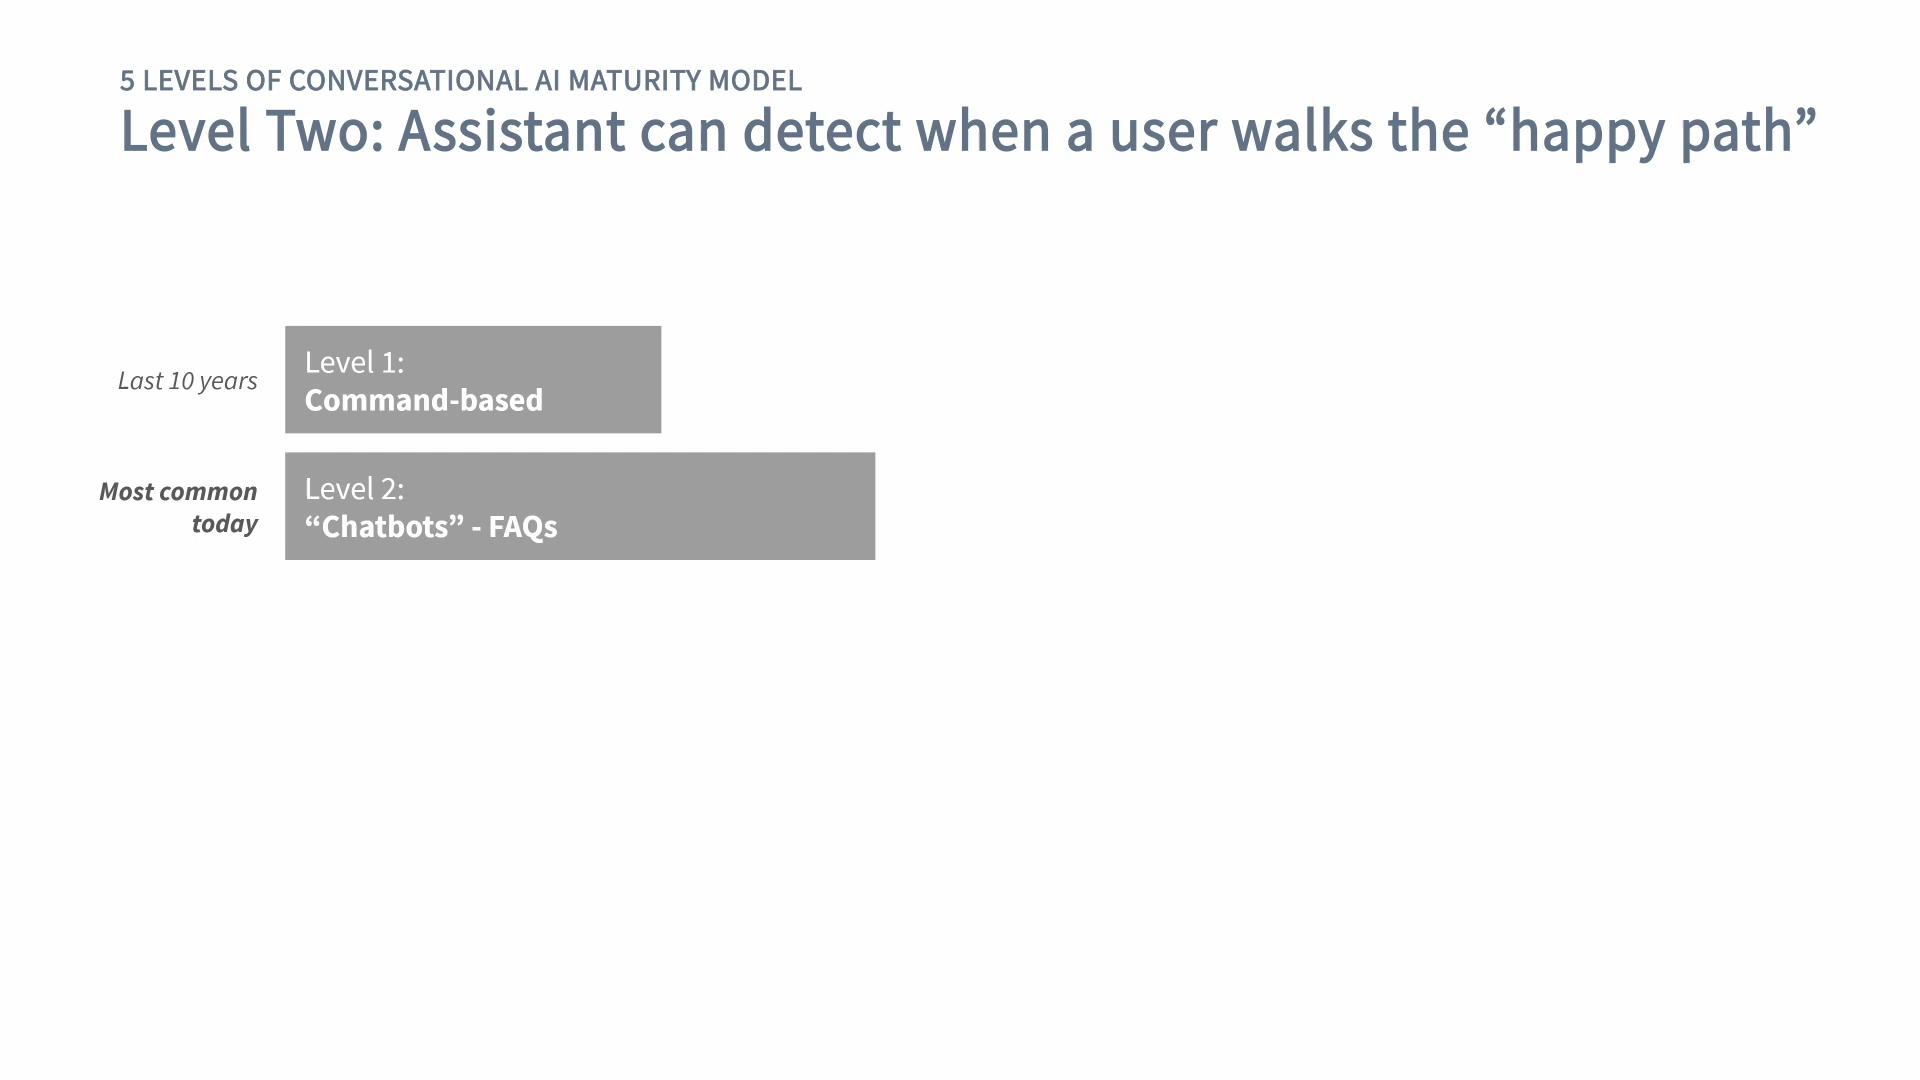 5 LEVELS OF CONVERSATIONAL AI MATURITY MODEL
Level Two: Assistant can detect when a user walks the “happy path”
Last 10 years
Level 1:
Command-based
Most common
today
Level 2:
“Chatbots” - FAQs